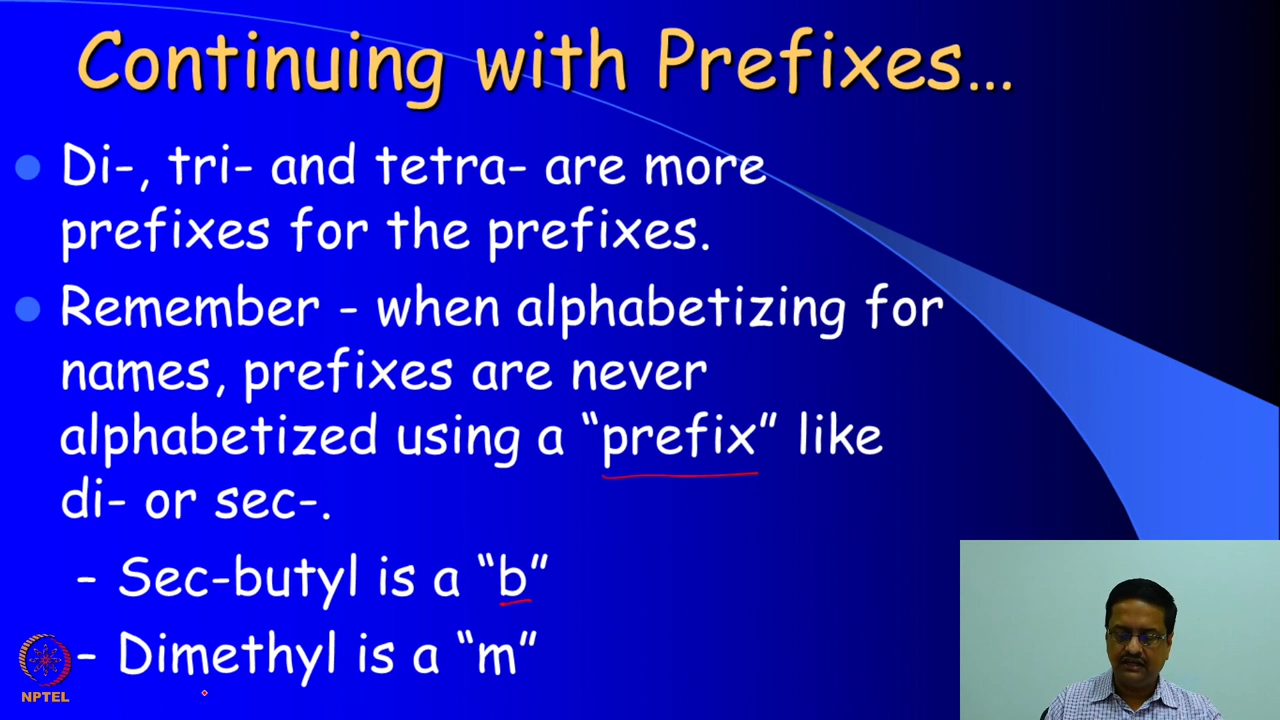 Continuing with Prefixes...
Di-, tri- and tetra- are more
prefixes for the prefixes.
Remember - when alphabetizing for
names, prefixes are never
alphabetized using a “prefix” like
di- or sec-.
– Sec-butyl is a “b”
– Dimethyl is a “m”
NPTEL